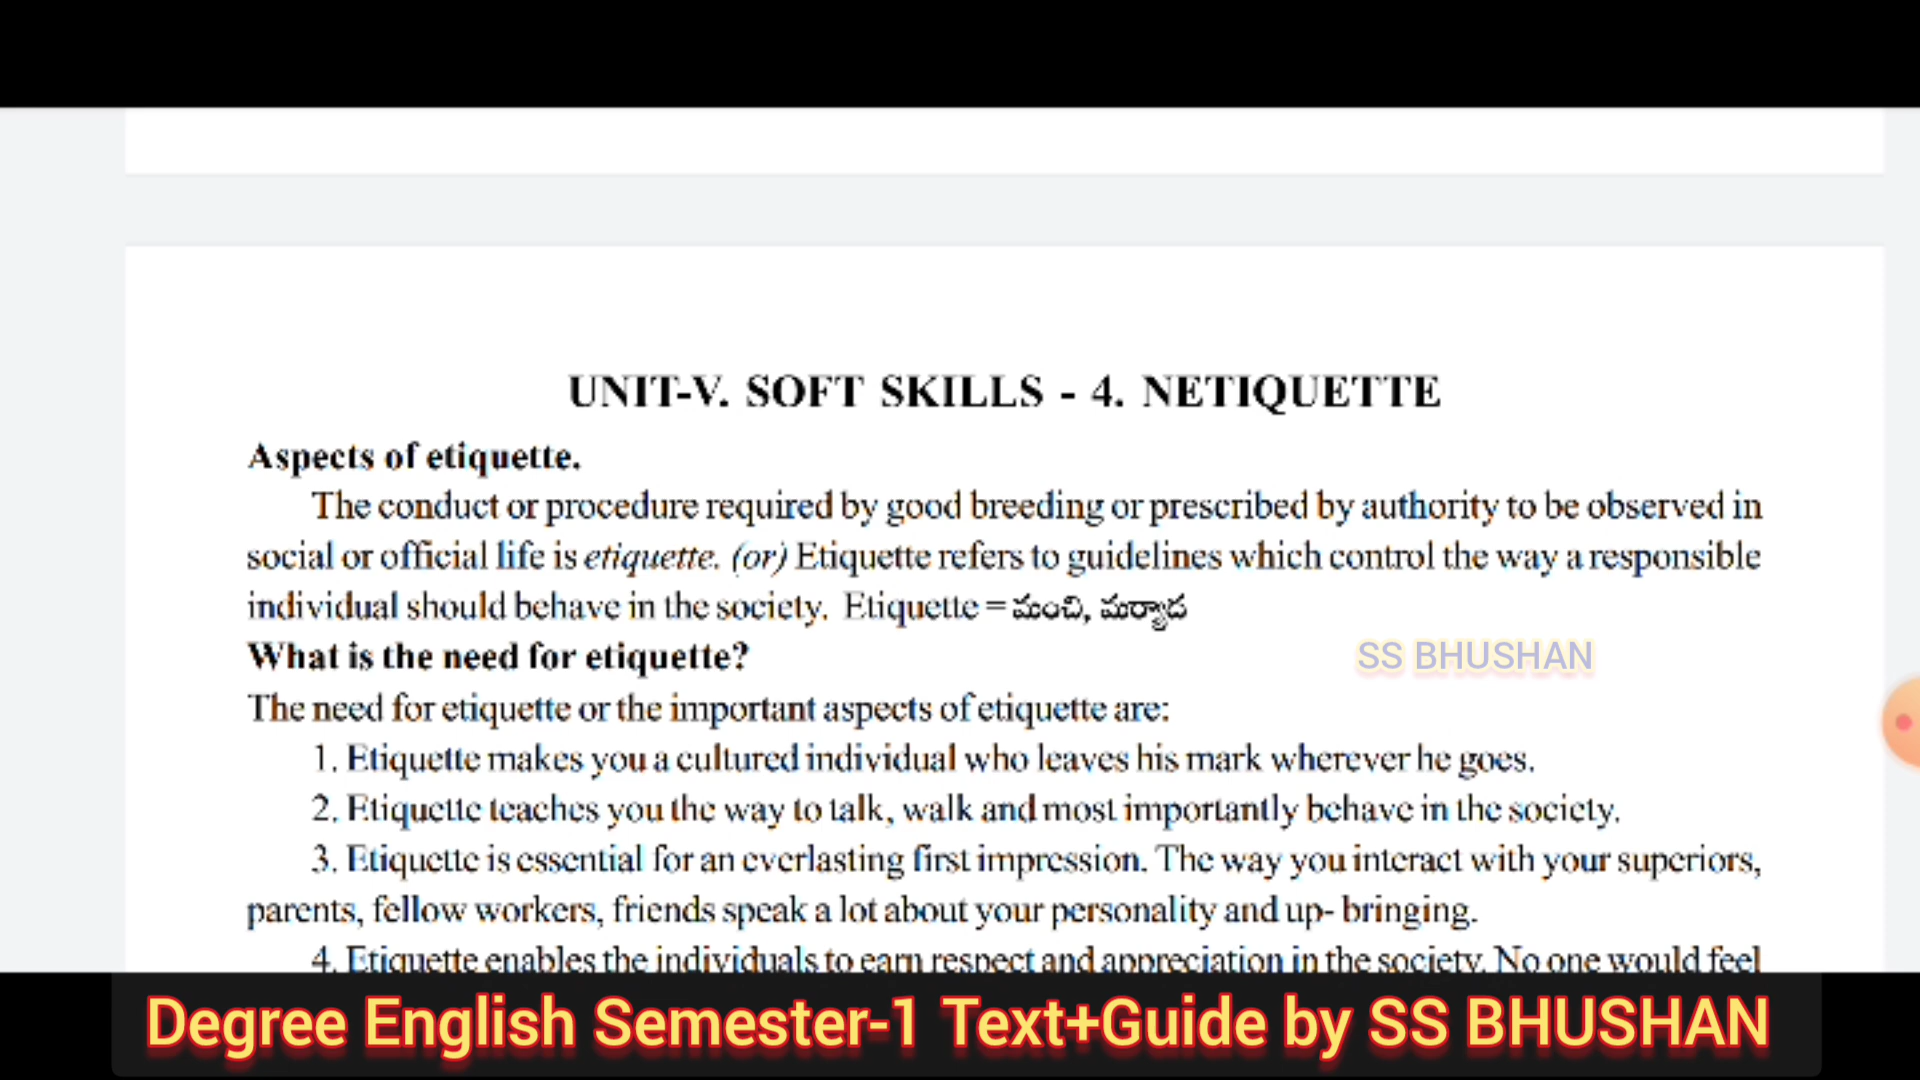 UNIT-V. SOFT SKILLS - 4. NETIQUETTE
Aspects of etiquette.
The conduct or procedure required by good breeding or prescribed by authority to be observed in
social or official life is etiquette. (or) Etiquette refers to guidelines which control the way a responsible
individual should behave in the society. Etiquette = మంచి, మర్యాద
What is the need for etiquette?
SS BHUSHAN
The need for etiquette or the important aspects of etiquette are:
1. Etiquette makes you a cultured individual who leaves his mark wherever he goes.
2. Etiquette teaches you the way to talk, walk and most importantly behave in the society.
3. Etiquette is essential for an everlasting first impression. The way you interact with your superiors,
parents, fellow workers, friends speak a lot about your personality and up- bringing.
4. Etiquette enables the individuals to earn respect and appreciation in the society. No one would feel
Degree English Semester-1 Text+Guide by SS BHUSHAN